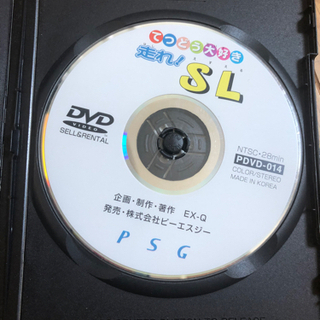 てつどう大好き
走れ!
SL
DVD
VIDEO
SELL&RENTAL
NTSC・28min
PDVD-014
COLOR/STEREO
MADE IN KOREA
企画・制作・著作 EX-Q
発売・株式会社ピーエスジー
PSG